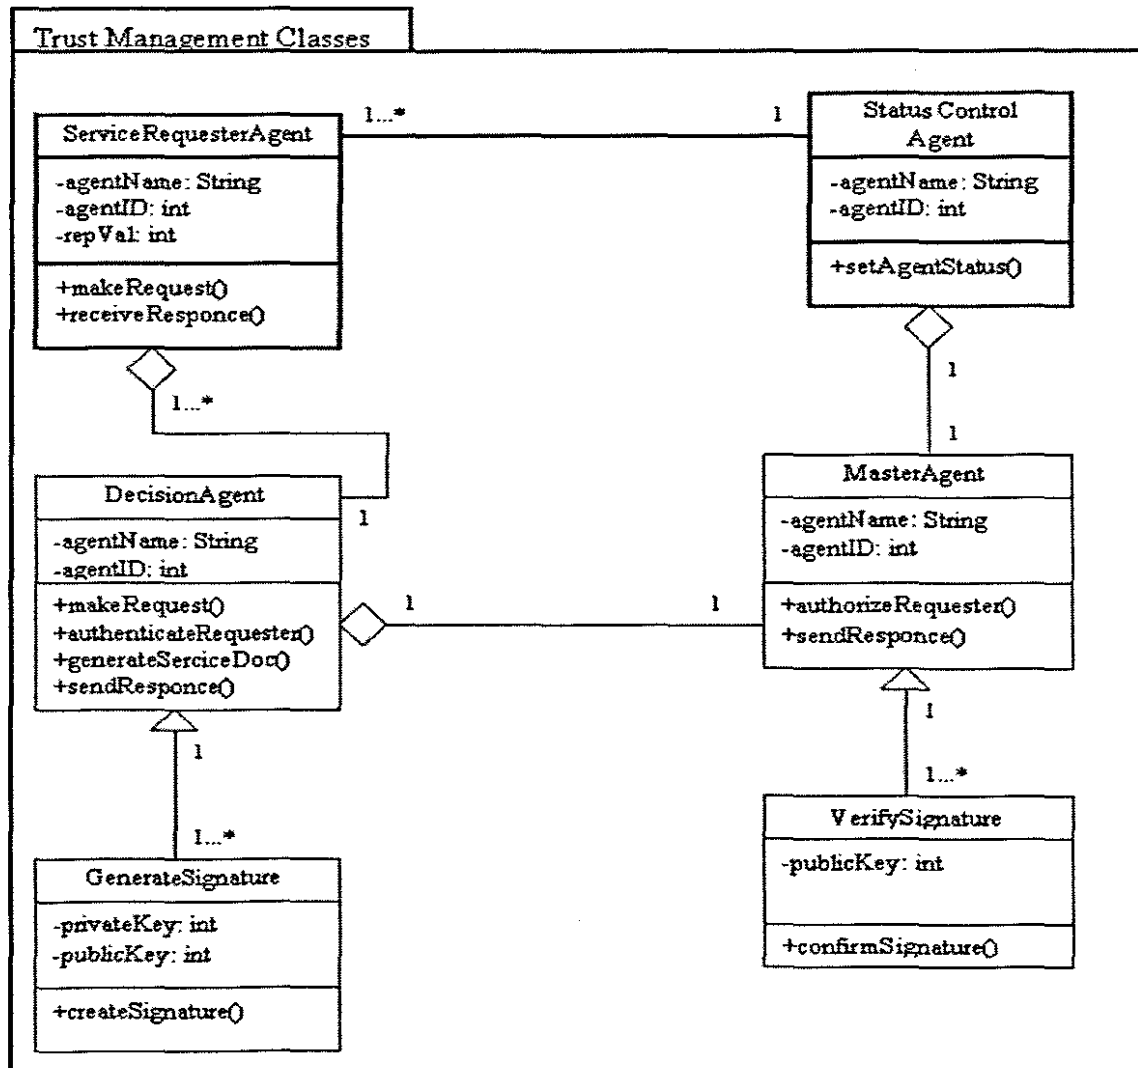 Trust Management Classes
ServiceRequesterAgent
-agentName: String
-agentID: int
-repVal: int
+makeRequest()
+receiveResponce()
1...*
1
Status Control
Agent
-agentName: String
-agentID: int
+setAgentStatus()
1...*
1
1
1
DecisionAgent
-agentName: String
-agentID: int
+makeRequest()
+authenticateRequester()
+generateSerciceDoc()
+sendResponce()
1
1
MasterAgent
-agentName: String
-agentID: int
+authorizeRequester()
+sendResponce()
1
1...*
1
1...*
GenerateSignature
-privateKey: int
-publicKey: int
+createSignature()
VerifySignature
-publicKey: int
+confirmSignature()